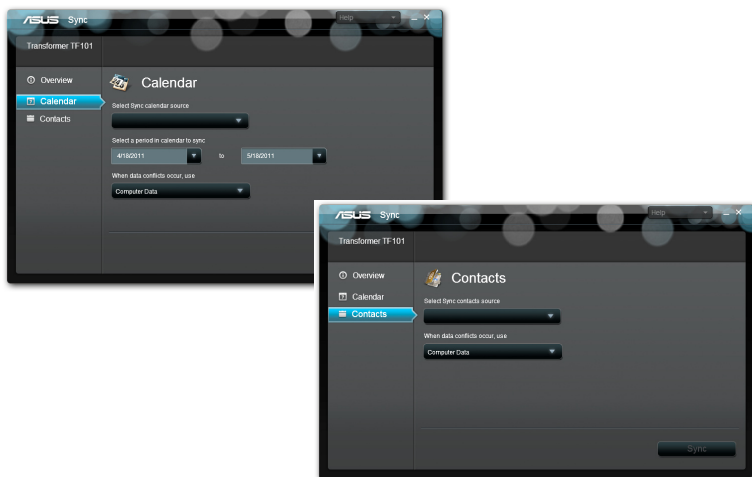 ASUS Sync Help
Transformer TF101
Overview
Calendar
Contacts
Calendar
Select Sync calendar source
Select a period in calendar to sync
4/18/2011 to 5/18/2011
When data conflicts occur, use
Computer Data
ASUS Sync Help
Transformer TF101
Overview
Calendar
Contacts
Contacts
Select Sync contacts source
When data conflicts occur, use
Computer Data
Sync